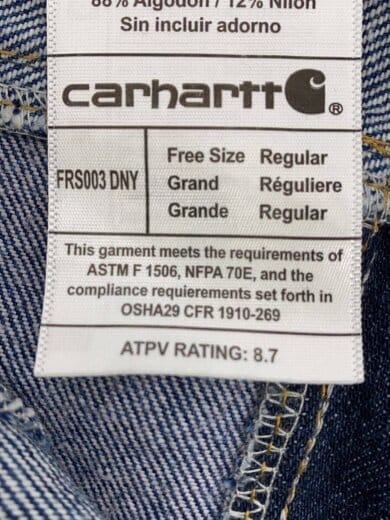 88% Algodón / 12% Nilon
Sin incluir adorno
carhartt ®
FRS003 DNY
Free Size Regular
Grand Réguliere
Grande Regular
This garment meets the requirements of
ASTM F 1506, NFPA 70E, and the
compliance requierements set forth in
OSHA29 CFR 1910-269
ATPV RATING: 8.7